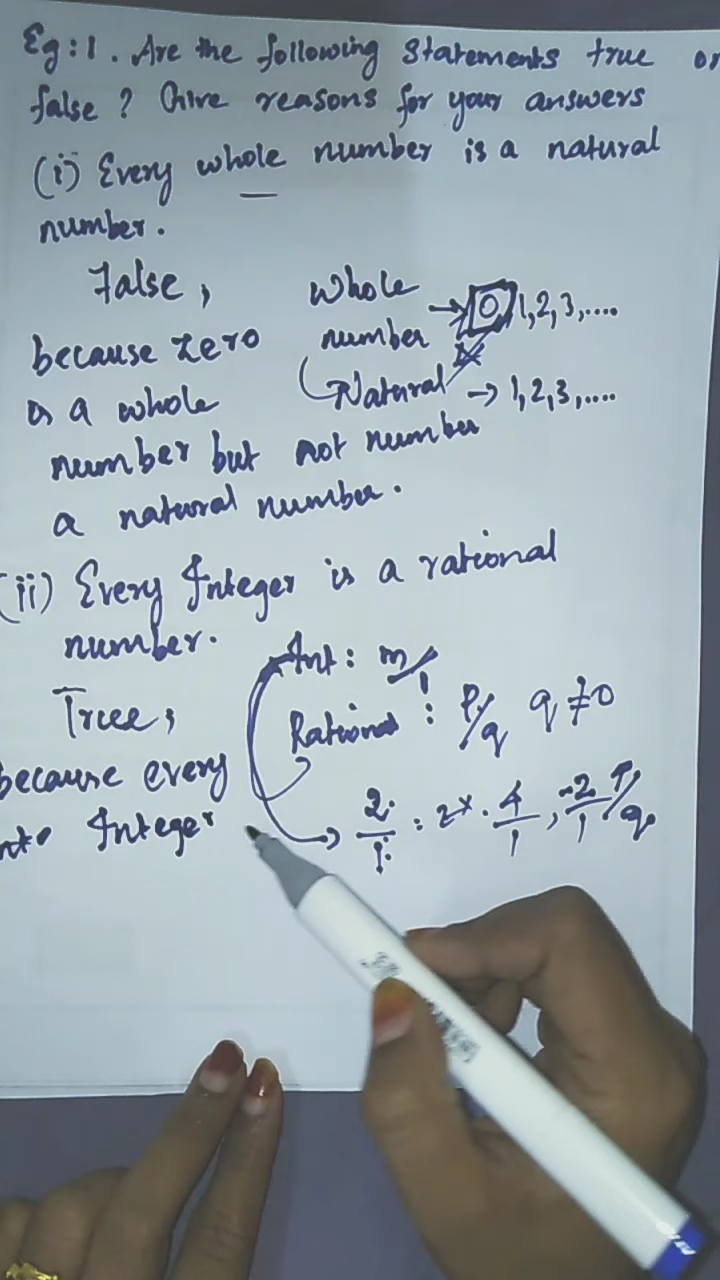 Eg:1. Are the following statements true or
false? Give reasons for your answers
(i) Every whole number is a natural
number.
False,
because zero
is a whole
number but not
a natural number.
Whole
number → 0 1,2,3,....
Natural → 1,2,3,....
number
(ii) Every Integer is a rational
number.
True,
because every
Integer
Int : m/1
Rational : P/q q ≠ 0
2/1 : 2 . 4/1 , -2/1 P/q